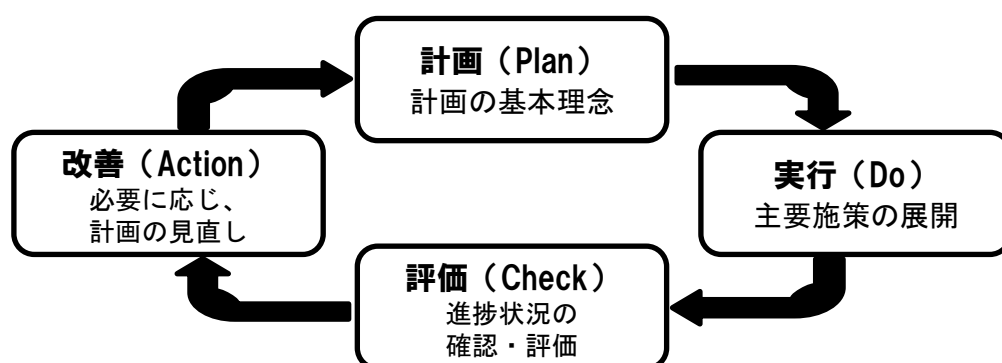 計画（Plan）
計画の基本理念
改善（Action）
必要に応じ、
計画の見直し
実行（Do）
主要施策の展開
評価（Check）
進捗状況の
確認・評価